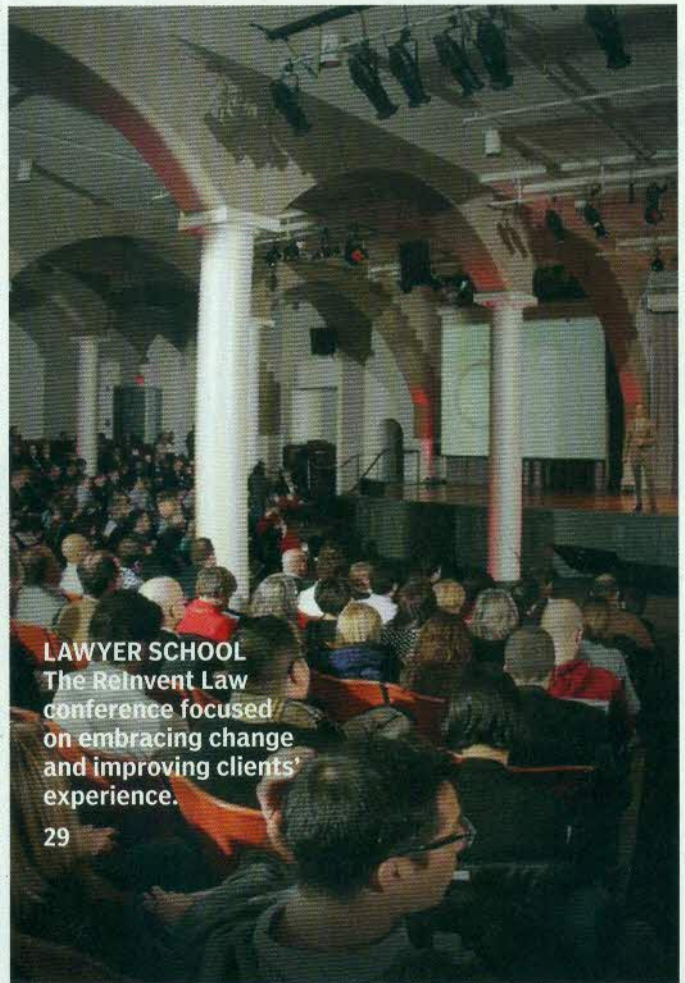 LAWYER SCHOOL
The ReInvent Law
conference focused
on embracing change
and improving clients'
experience.
29